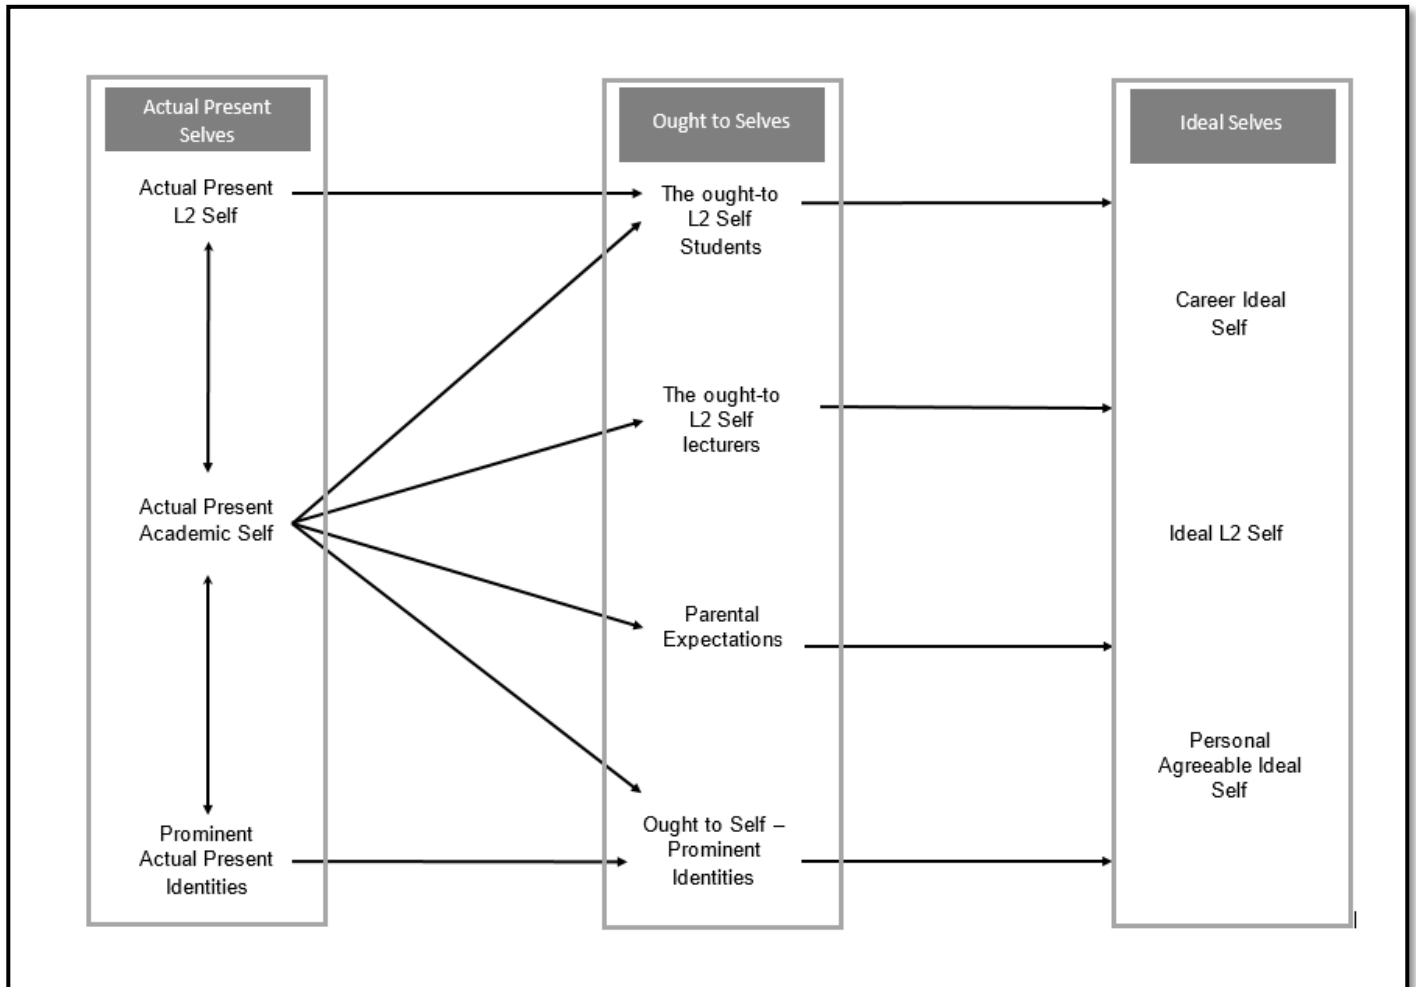 Actual Present
Selves
Actual Present
L2 Self
Actual Present
Academic Self
Prominent
Actual Present
Identities
Ought to Selves
The ought-to
L2 Self
Students
The ought-to
L2 Self
lecturers
Parental
Expectations
Ought to Self –
Prominent
Identities
Ideal Selves
Career Ideal
Self
Ideal L2 Self
Personal
Agreeable Ideal
Self